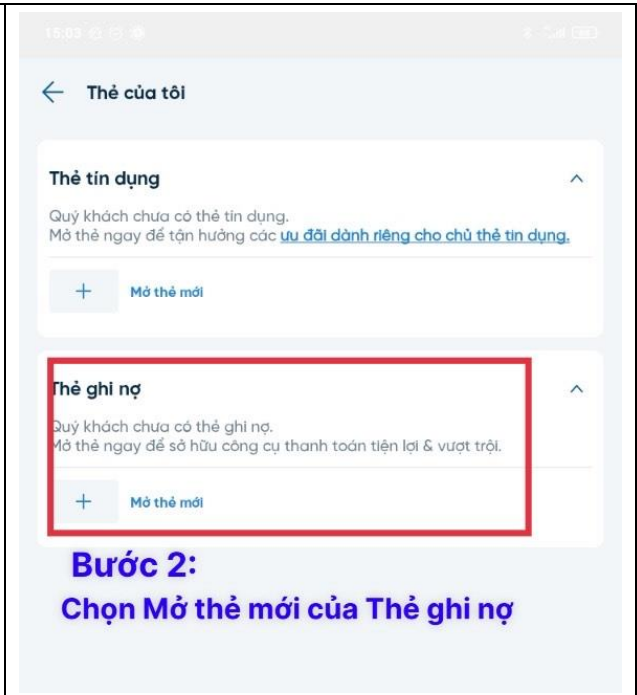 15:03
Thẻ của tôi
Thẻ tín dụng
Quý khách chưa có thẻ tín dụng.
Mở thẻ ngay để tận hưởng các ưu đãi dành riêng cho chủ thẻ tín dụng.
+ Mở thẻ mới
Thẻ ghi nợ
Quý khách chưa có thẻ ghi nợ.
Mở thẻ ngay để sở hữu công cụ thanh toán tiện lợi & vượt trội.
+ Mở thẻ mới
Bước 2:
Chọn Mở thẻ mới của Thẻ ghi nợ